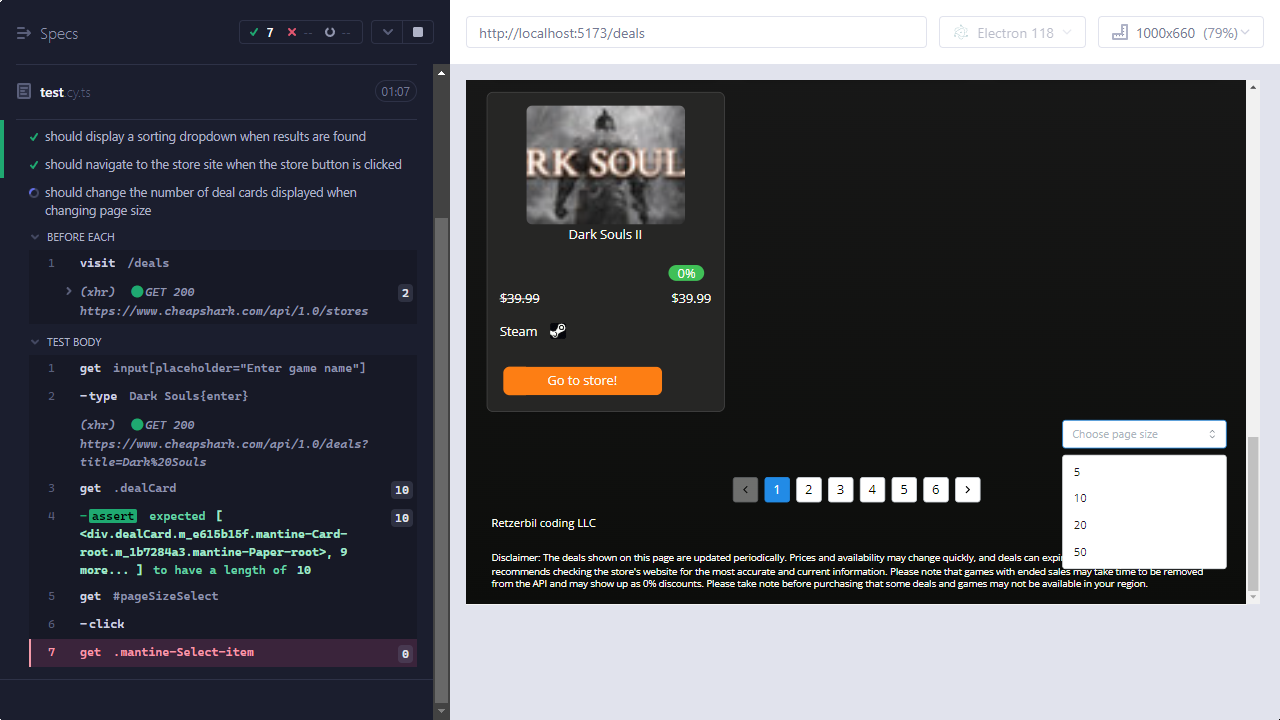 Specs
7
--
--
test.cy.ts
01:07
should display a sorting dropdown when results are found
should navigate to the store site when the store button is clicked
should change the number of deal cards displayed when
changing page size
BEFORE EACH
1 visit /deals
(xhr) GET 200 2
https://www.cheapshark.com/api/1.0/stores
TEST BODY
1 get input[placeholder="Enter game name"]
2 -type Dark Souls{enter}
(xhr) GET 200
https://www.cheapshark.com/api/1.0/deals?
title=Dark%20Souls
3 get .dealCard 10
4 -assert expected [ 10
<div.dealCard.m_e615b15f.mantine-Card-
root.m_1b7284a3.mantine-Paper-root>, 9
more... ] to have a length of 10
5 get #pageSizeSelect
6 -click
7 get .mantine-Select-item 0
http://localhost:5173/deals
Electron 118
1000x660 (79%)
RK SOUL
Dark Souls II
0%
$39.99 $39.99
Steam
Go to store!
Choose page size
5
10
20
50
< 1 2 3 4 5 6 >
Retzerbil coding LLC
Disclaimer: The deals shown on this page are updated periodically. Prices and availability may change quickly, and deals can expi
recommends checking the store's website for the most accurate and current information. Please note that games with ended sales may take time to be removed
from the API and may show up as 0% discounts. Please take note before purchasing that some deals and games may not be available in your region.